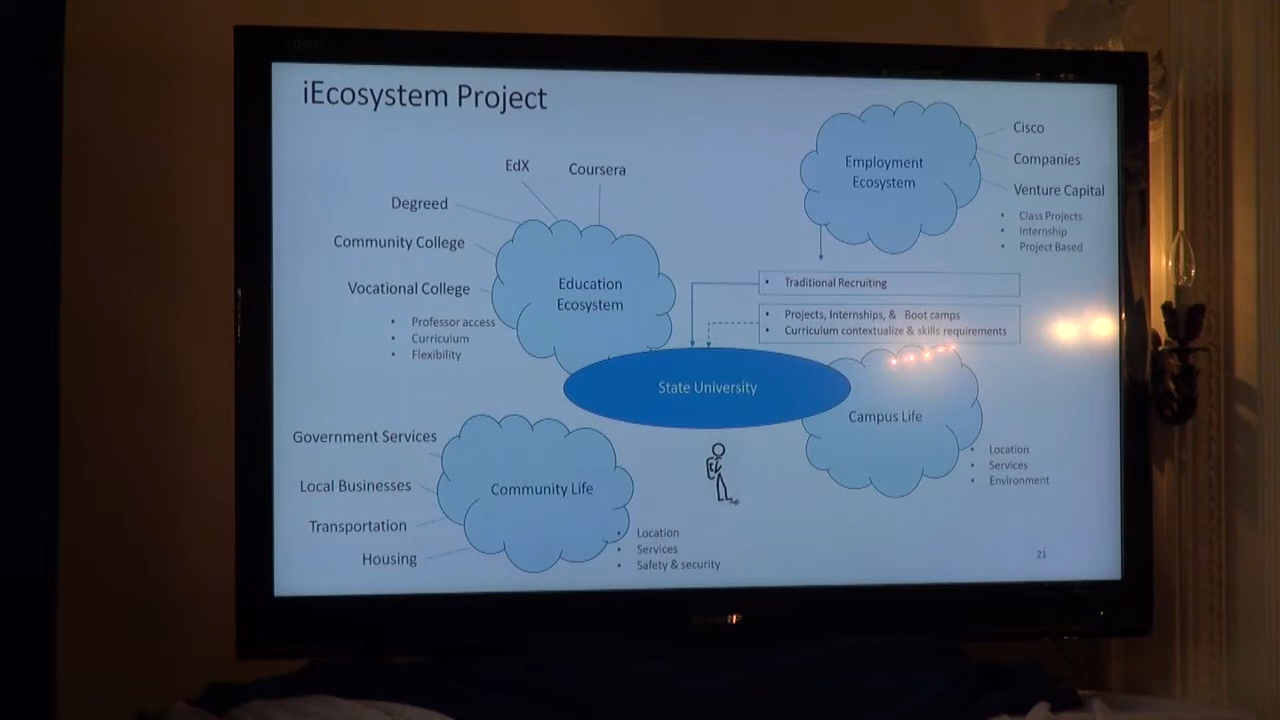 iEcosystem Project
EdX
Coursera
Degreed
Community College
Vocational College
• Professor access
• Curriculum
• Flexibility
Education
Ecosystem
Employment
Ecosystem
Cisco
Companies
Venture Capital
• Class Projects
• Internship
• Project Based
• Traditional Recruiting
• Projects, Internships, & Boot camps
• Curriculum contextualize & skills requirements
State University
Campus Life
• Location
• Services
• Environment
Government Services
Local Businesses
Transportation
Housing
Community Life
• Location
• Services
• Safety & security
21
SHARP